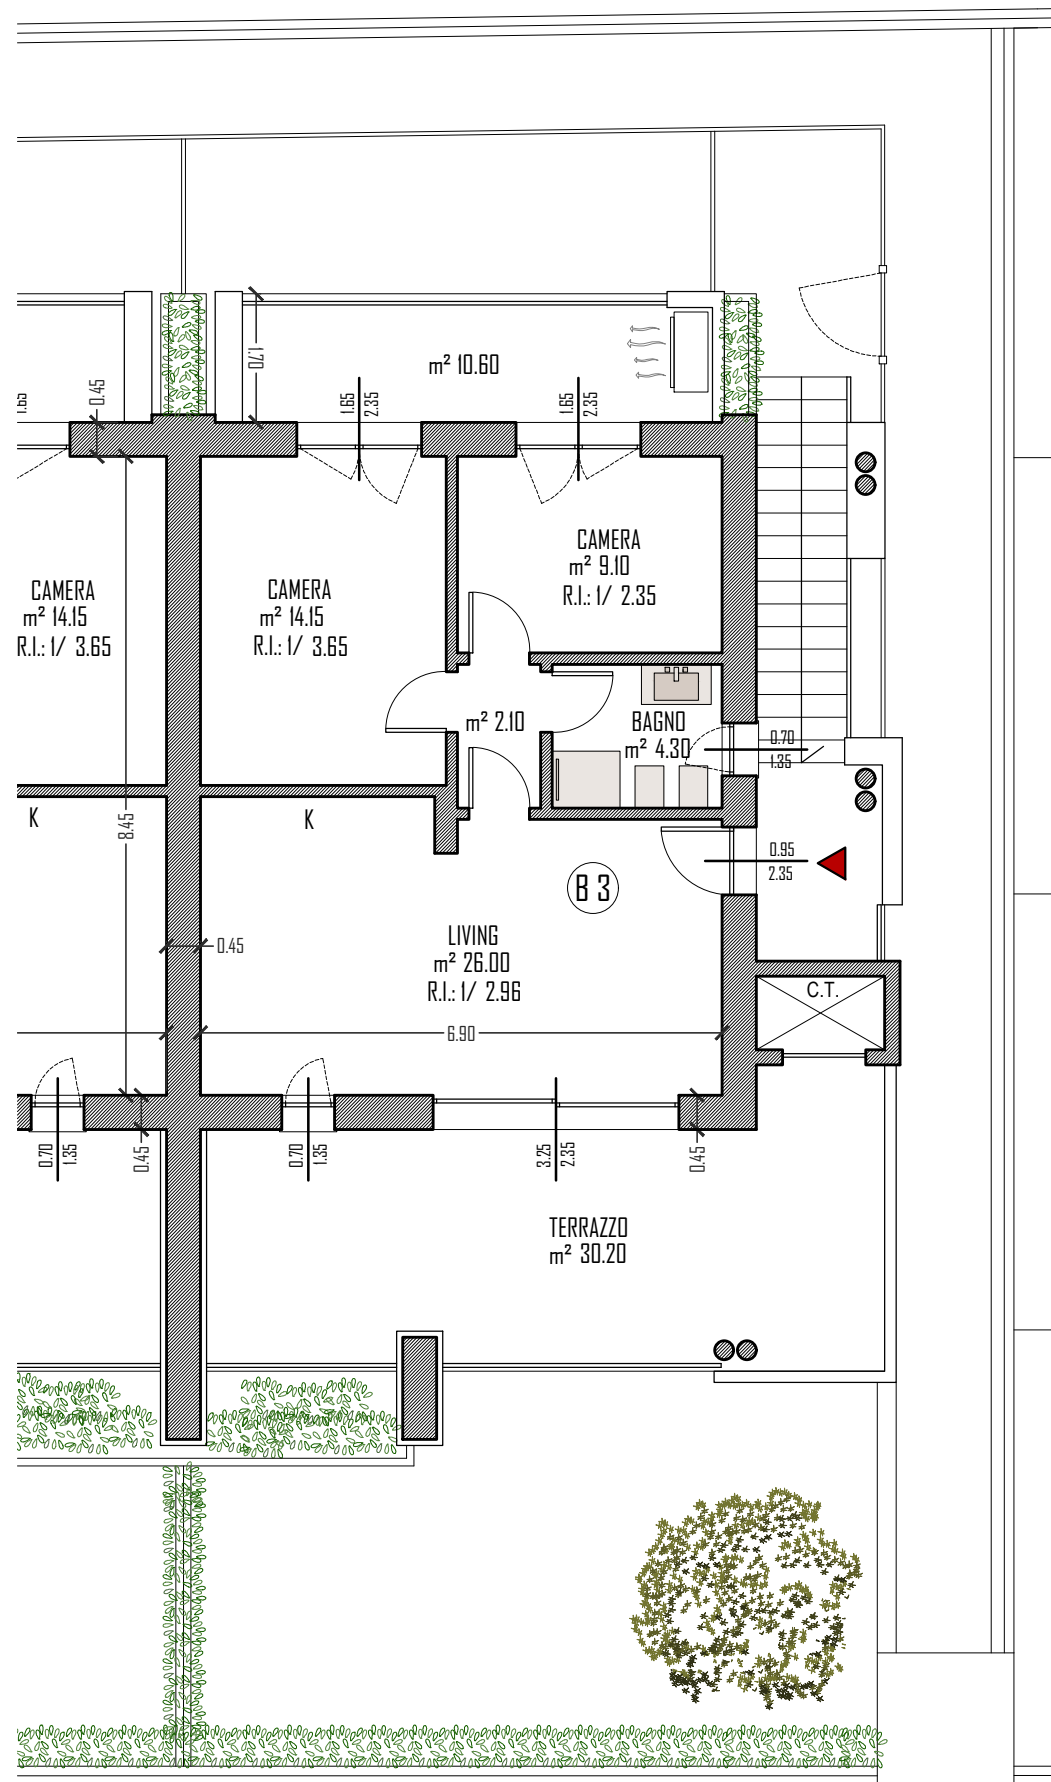 1.70
m² 10.60
1.65
0.45
1.65
2.35
1.65
2.35
CAMERA
m² 9.10
R.I.: 1/ 2.35
CAMERA
m² 14.15
R.I.: 1/ 3.65
CAMERA
m² 14.15
R.I.: 1/ 3.65
m² 2.10
BAGNO
m² 4.30
0.70
1.35
K
K
8.45
0.95
2.35
B 3
LIVING
m² 26.00
R.I.: 1/ 2.96
0.45
C.T.
6.90
0.70
1.35
0.45
0.70
1.35
3.25
2.35
0.45
TERRAZZO
m² 30.20